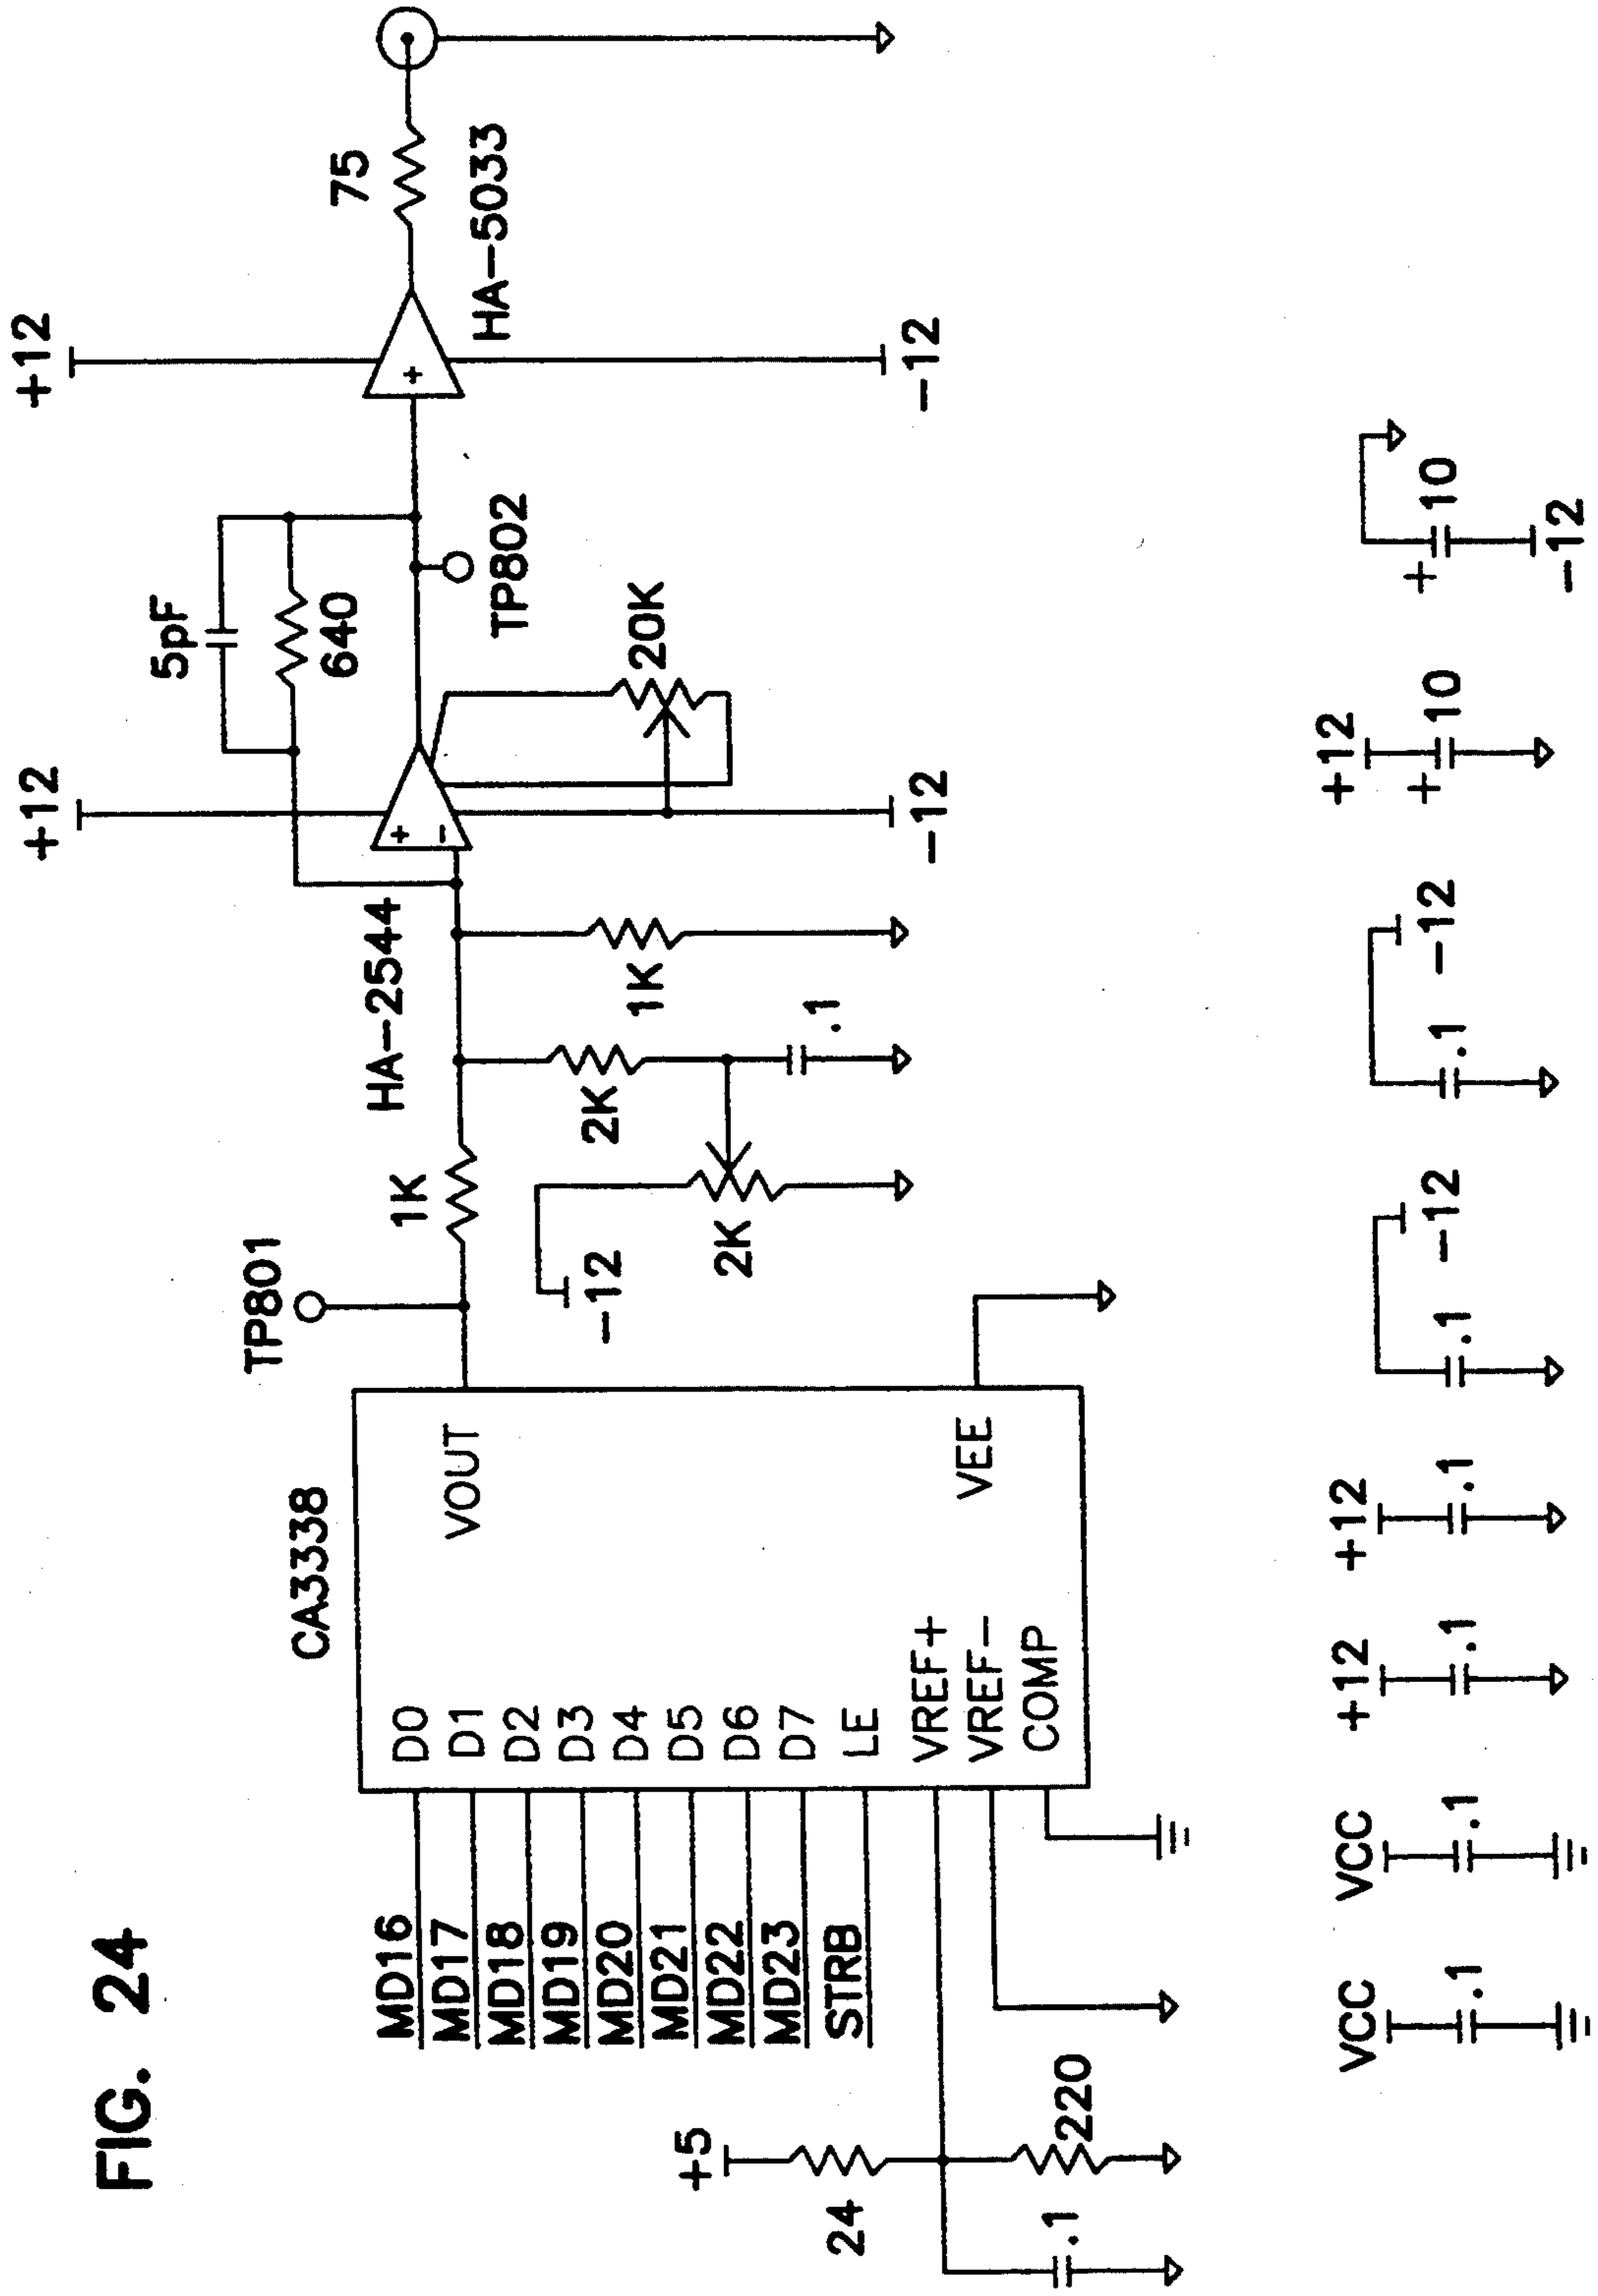 FIG. 24
+5
24
220
.1
MD16
MD17
MD18
MD19
MD20
MD21
MD22
MD23
STRB
CA3338
D0
D1
D2
D3
D4
D5
D6
D7
LE
VREF+
VREF-
COMP
VOUT
VEE
TP801
1K
-12
2K
2K
.1
1K
HA-2544
+12
+
-
-12
5pF
640
20K
TP802
+12
+
-12
HA-5033
75
VCC
.1
VCC
.1
+12
.1
+12
.1
.1
-12
.1
-12
+12
+
10
+
10
-12